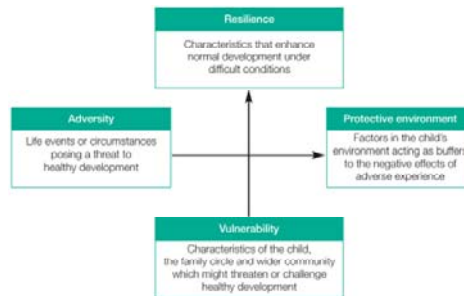 Resilience
Characteristics that enhance
normal development under
difficult conditions
Adversity
Life events or circumstances
posing a threat to
healthy development
Protective environment
Factors in the child's
environment acting as buffers
to the negative effects of
adverse experience
Vulnerability
Characteristics of the child,
the family circle and wider community
which might threaten or challenge
healthy development